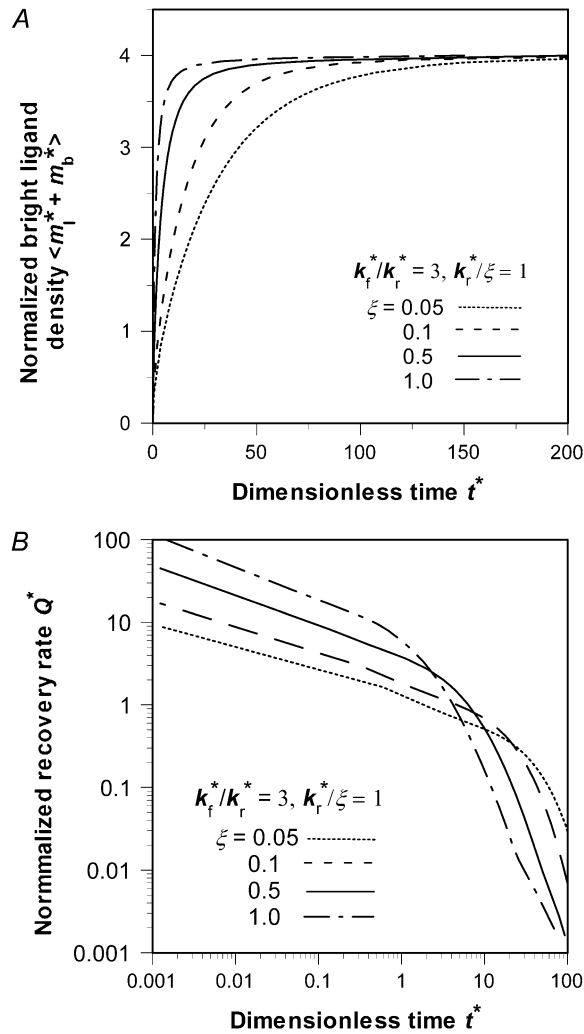 A
Normalized bright ligand
density <m_l^* + m_b^*>
4
3
2
1
0
k_f^*/k_r^* = 3, k_r^*/ξ = 1
ξ = 0.05
0.1
0.5
1.0
0 50 100 150 200
Dimensionless time t^*
B
Normmalized recovery rate Q^*
100
10
1
0.1
0.01
0.001
k_f^*/k_r^* = 3, k_r^*/ξ = 1
ξ = 0.05
0.1
0.5
1.0
0.001 0.01 0.1 1 10 100
Dimensionless time t^*